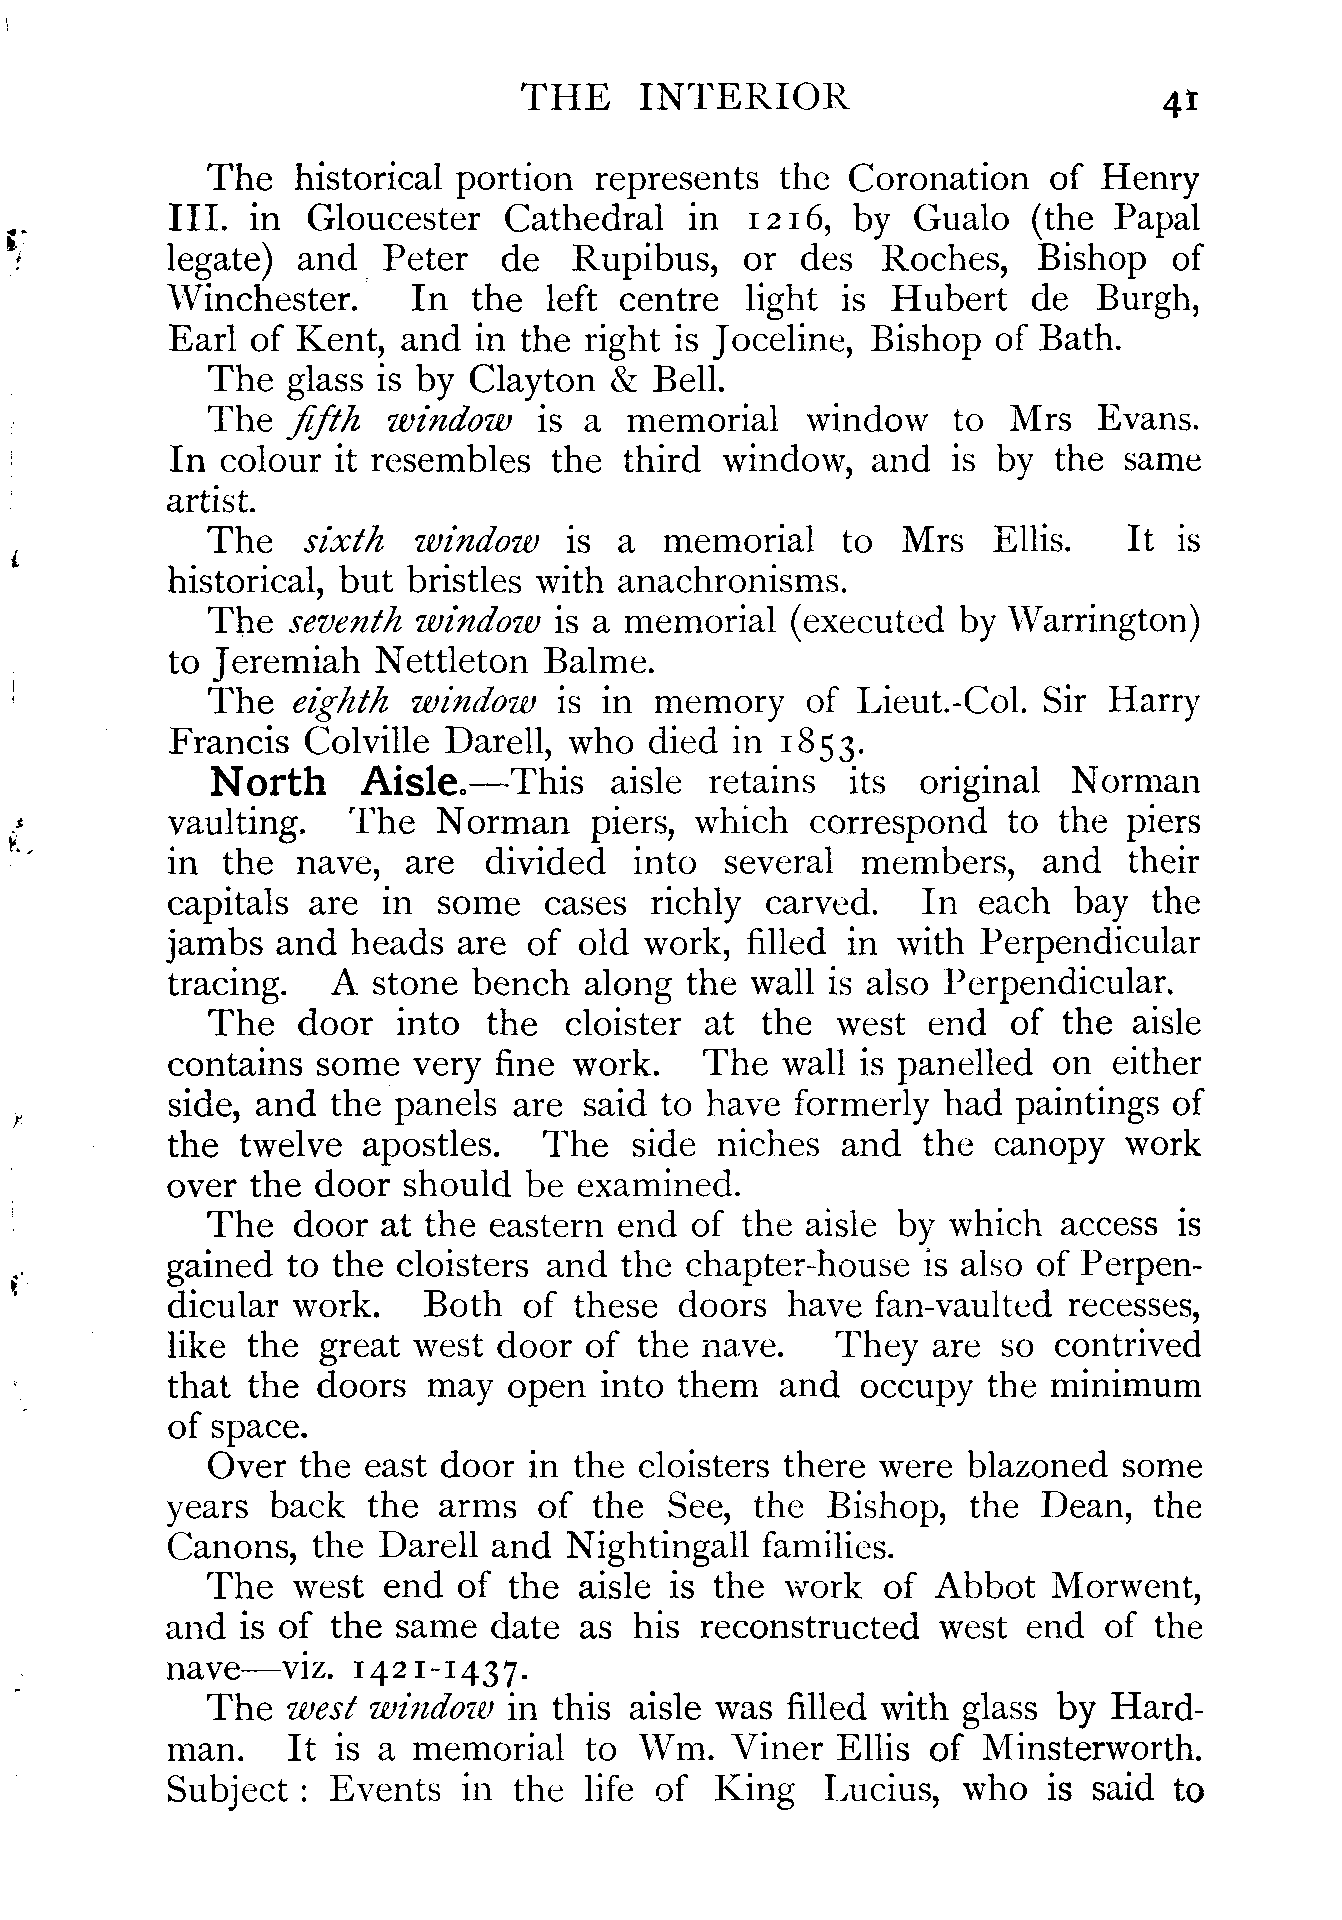 THE INTERIOR 41
The historical portion represents the Coronation of Henry
III. in Gloucester Cathedral in 1216, by Gualo (the Papal
legate) and Peter de Rupibus, or des Roches, Bishop of
Winchester. In the left centre light is Hubert de Burgh,
Earl of Kent, and in the right is Joceline, Bishop of Bath.
The glass is by Clayton & Bell.
The fifth window is a memorial window to Mrs Evans.
In colour it resembles the third window, and is by the same
artist.
The sixth window is a memorial to Mrs Ellis. It is
historical, but bristles with anachronisms.
The seventh window is a memorial (executed by Warrington)
to Jeremiah Nettleton Balme.
The eighth window is in memory of Lieut.-Col. Sir Harry
Francis Colville Darell, who died in 1853.
North Aisle.—This aisle retains its original Norman
vaulting. The Norman piers, which correspond to the piers
in the nave, are divided into several members, and their
capitals are in some cases richly carved. In each bay the
jambs and heads are of old work, filled in with Perpendicular
tracing. A stone bench along the wall is also Perpendicular.
The door into the cloister at the west end of the aisle
contains some very fine work. The wall is panelled on either
side, and the panels are said to have formerly had paintings of
the twelve apostles. The side niches and the canopy work
over the door should be examined.
The door at the eastern end of the aisle by which access is
gained to the cloisters and the chapter-house is also of Perpen-
dicular work. Both of these doors have fan-vaulted recesses,
like the great west door of the nave. They are so contrived
that the doors may open into them and occupy the minimum
of space.
Over the east door in the cloisters there were blazoned some
years back the arms of the See, the Bishop, the Dean, the
Canons, the Darell and Nightingall families.
The west end of the aisle is the work of Abbot Morwent,
and is of the same date as his reconstructed west end of the
nave—viz. 1421-1437.
The west window in this aisle was filled with glass by Hard-
man. It is a memorial to Wm. Viner Ellis of Minsterworth.
Subject : Events in the life of King Lucius, who is said to